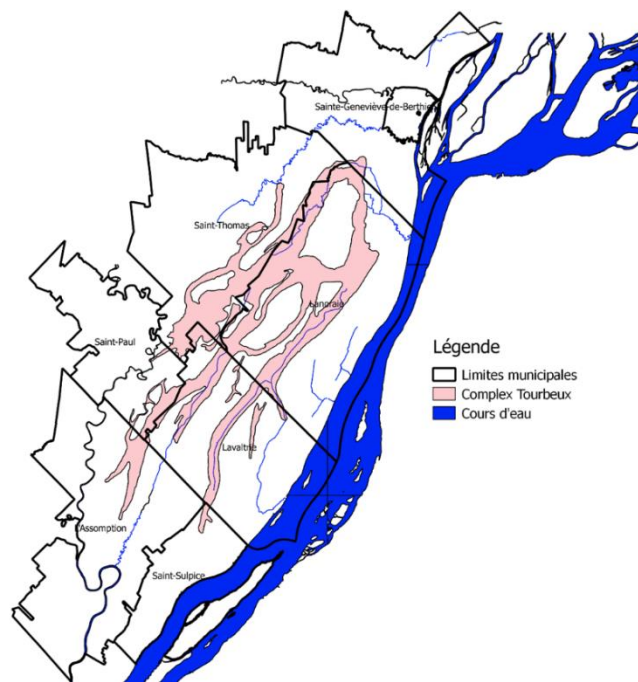 Sainte-Geneviève-de-Berthier
Saint-Thomas
Lanoraie
Saint-Paul
Légende
Limites municipales
Complex Tourbeux
Cours d'eau
Lavaltrie
L'Assomption
Saint-Sulpice